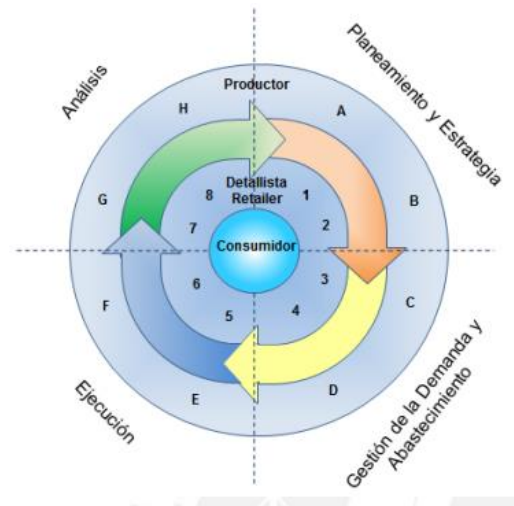 Análisis
Planeamiento y Estrategia
Productor
H
A
G
B
Detallista
Retailer
8
1
7
2
Consumidor
6
3
5
4
F
C
E
D
Ejecución
Gestión de la Demanda y
Abastecimiento